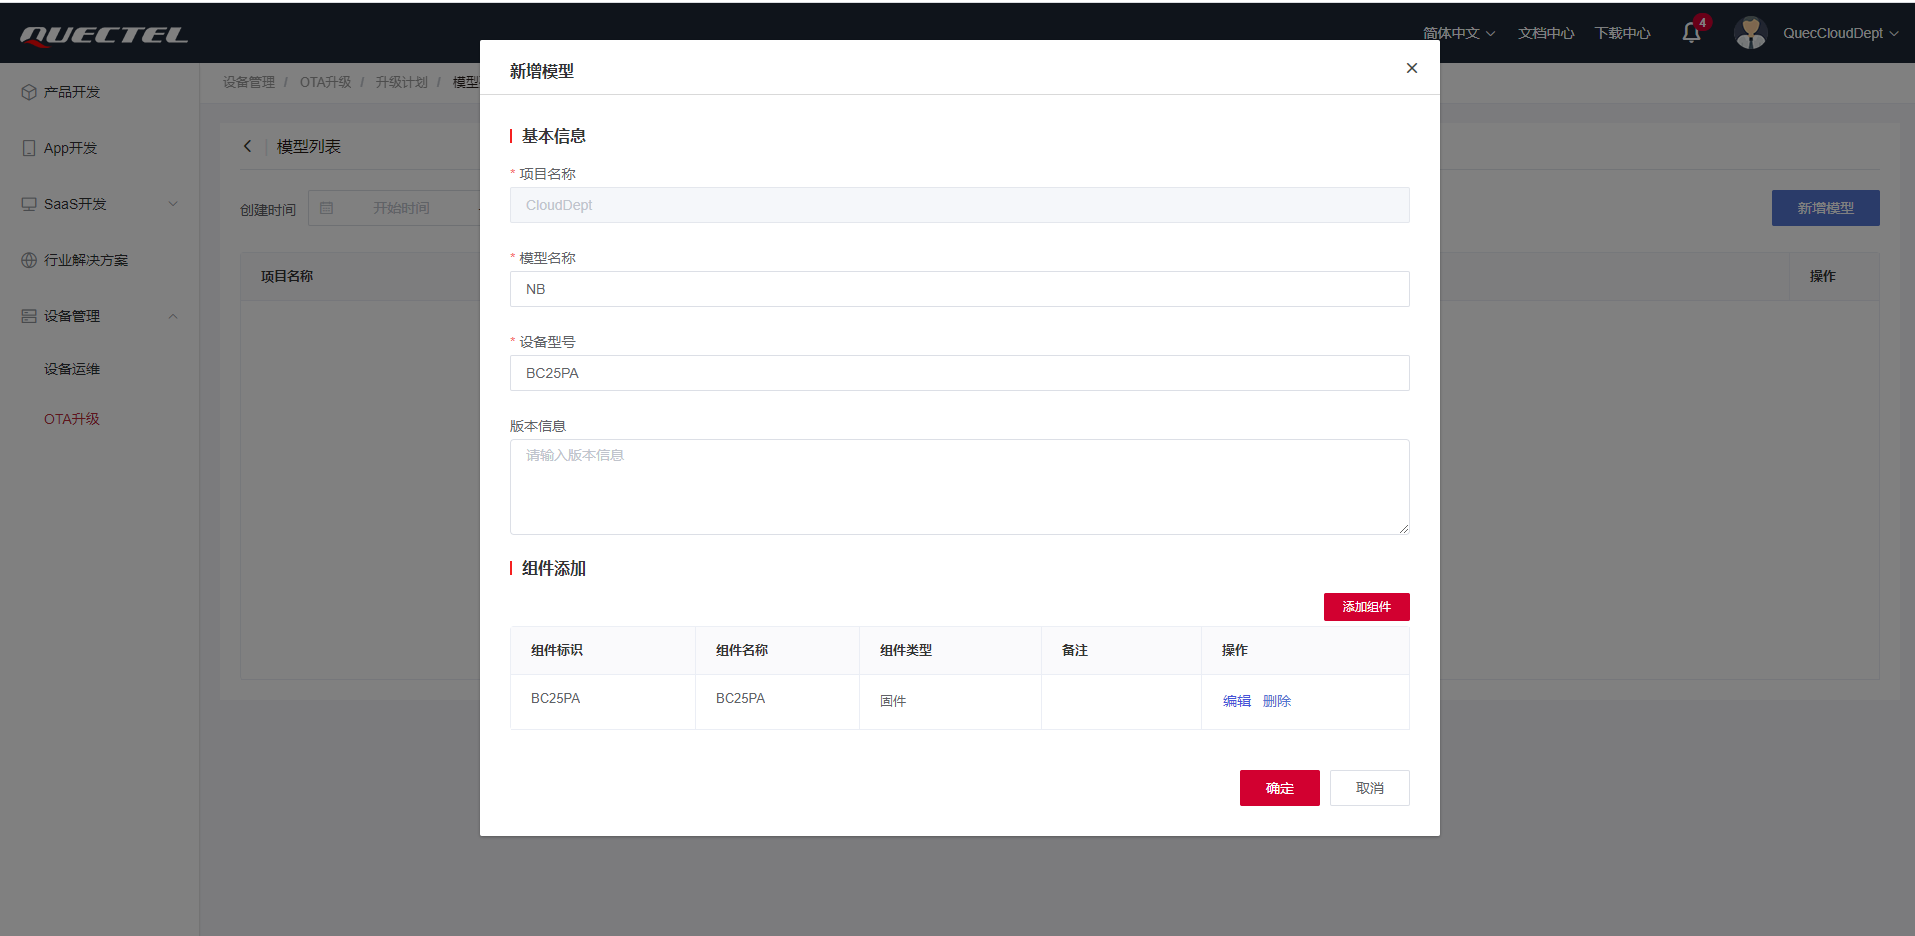 QUECTEL
简体中文
文档中心
下载中心
4
QuecCloudDept
产品开发
App开发
SaaS开发
行业解决方案
设备管理
设备运维
OTA升级
设备管理 / OTA升级 / 升级计划 / 模型
模型列表
创建时间
开始时间
新增模型
项目名称
操作
新增模型
基本信息
* 项目名称
CloudDept
* 模型名称
NB
* 设备型号
BC25PA
版本信息
请输入版本信息
组件添加
添加组件
组件标识 组件名称 组件类型 备注 操作
BC25PA BC25PA 固件 编辑 删除
确定 取消